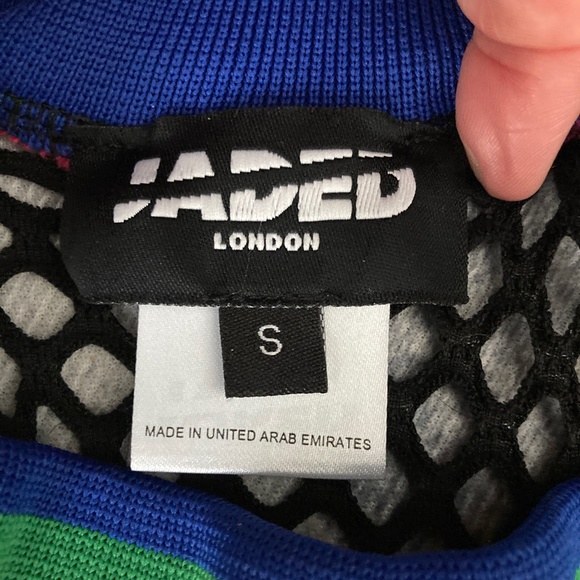 JADED
LONDON
S
MADE IN UNITED ARAB EMIRATES